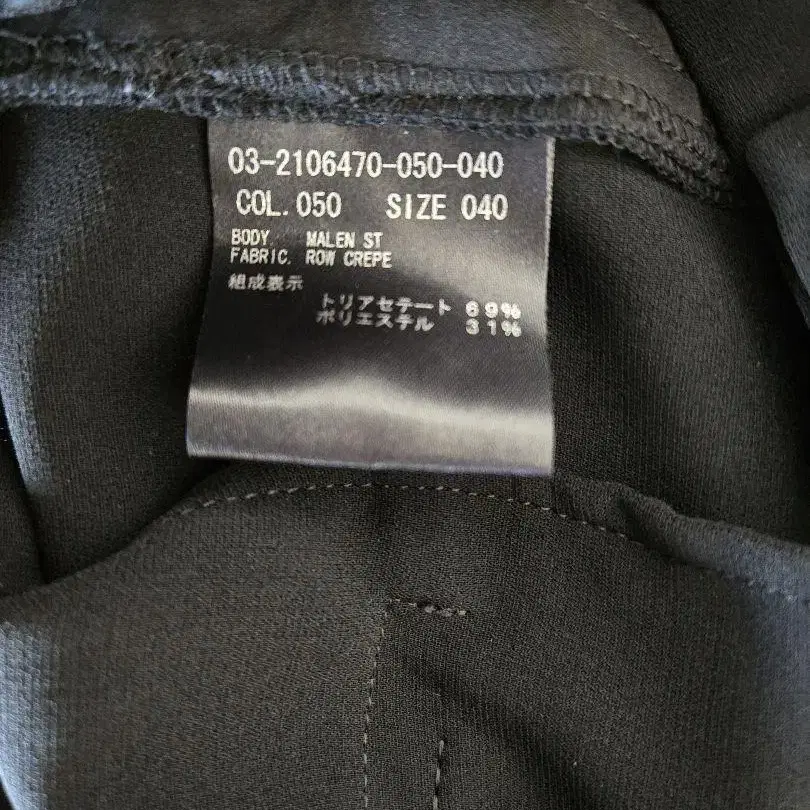 03-2106470-050-040
COL. 050 SIZE 040
BODY. MALEN ST
FABRIC. ROW CREPE
組成表示
トリアセテート 69%
ポリエステル 31%